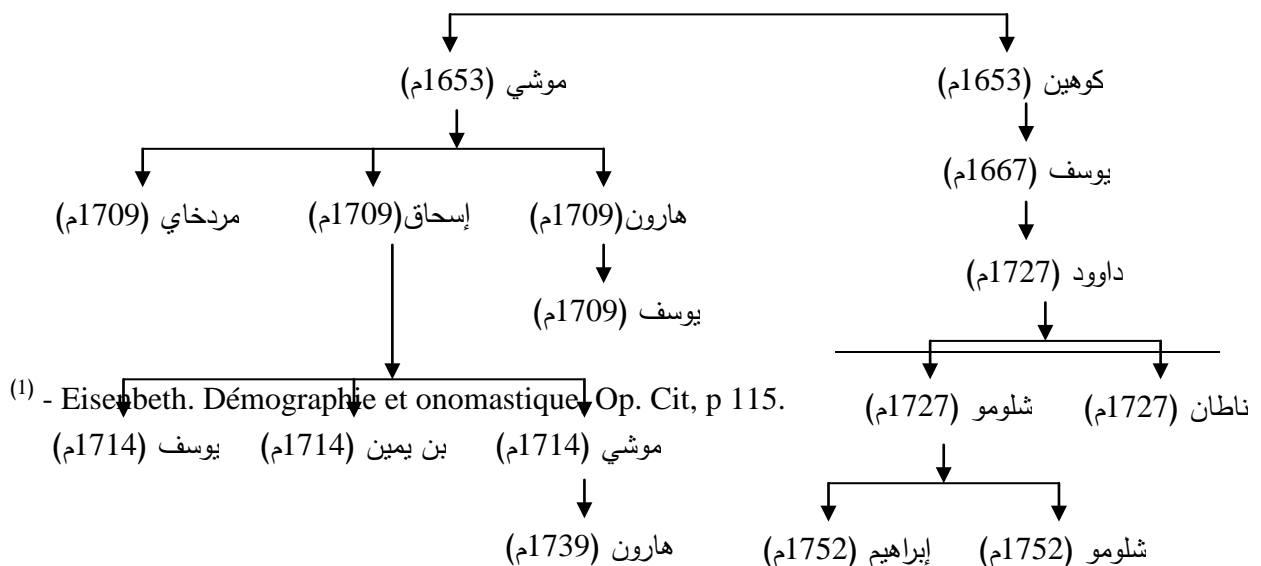 كوهين (1653م) موشي (1653م)
يوسف (1667م)
هارون(1709م) إسحاق(1709م) مردخاي (1709م)
داوود (1727م)
يوسف (1709م)
(1) - Eisenbeth. Démographie et onomastique, Op. Cit, p 115.
ناطان (1727م) شلومو (1727م)
موشي (1714م) بن يمين (1714م) يوسف (1714م)
شلومو (1752م) إبراهيم (1752م) هارون (1739م)